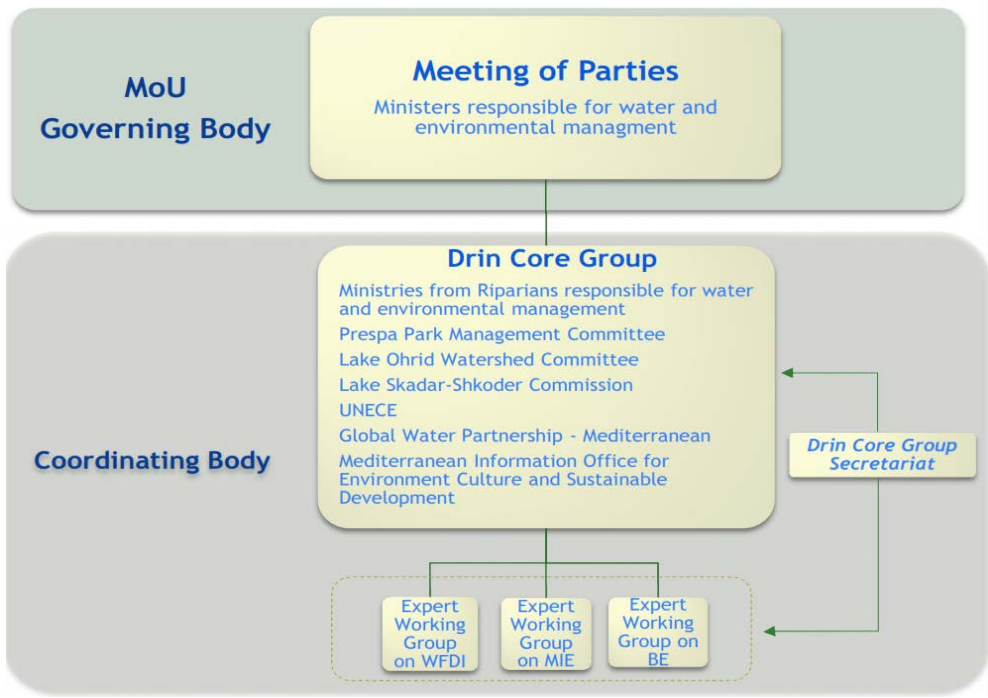 MoU
Governing Body
Meeting of Parties
Ministers responsible for water and
environmental managment
Coordinating Body
Drin Core Group
Ministries from Riparians responsible for water
and environmental management
Prespa Park Management Committee
Lake Ohrid Watershed Committee
Lake Skadar-Shkoder Commission
UNECE
Global Water Partnership - Mediterranean
Mediterranean Information Office for
Environment Culture and Sustainable
Development
Drin Core Group
Secretariat
Expert
Working
Group
on WFDI
Expert
Working
Group
on MIE
Expert
Working
Group on
BE